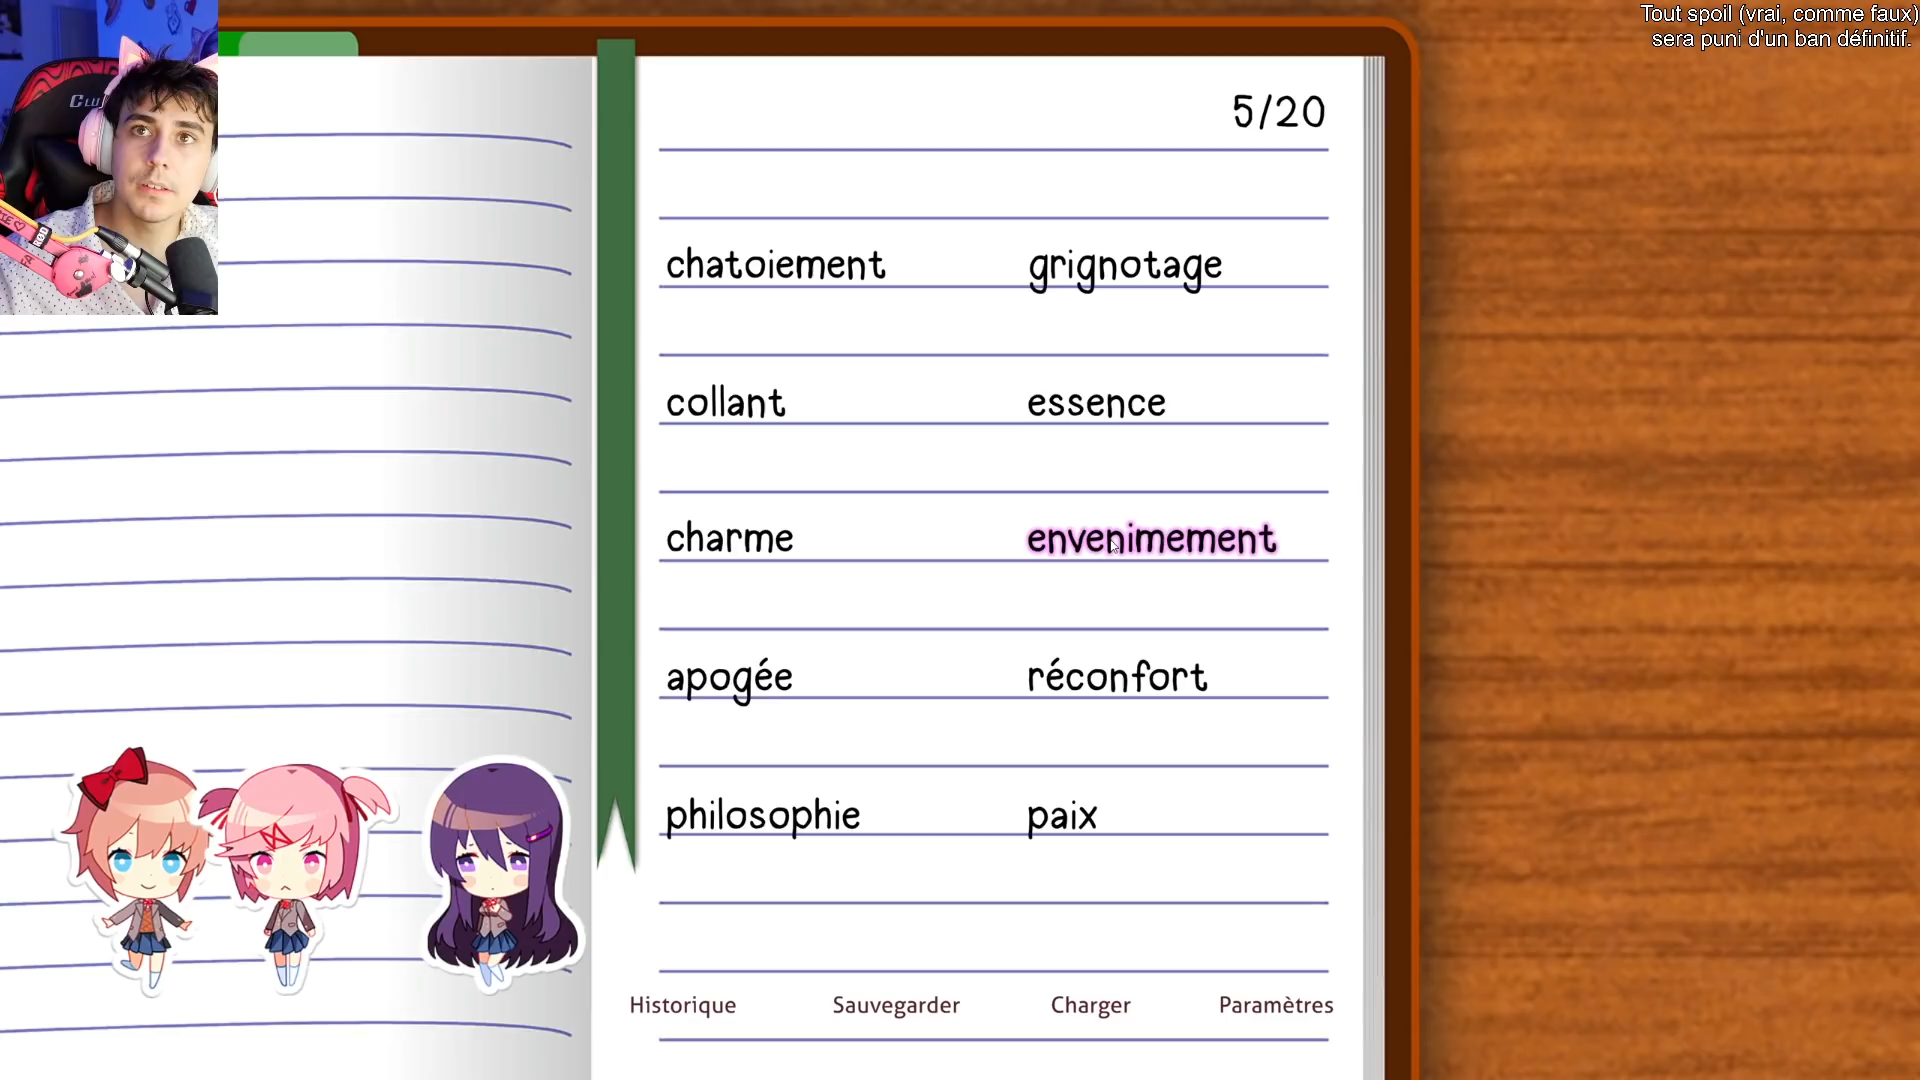 Tout spoil (vrai, comme faux)
sera puni d'un ban définitif.
5/20
chatoiement grignotage
collant essence
charme envenimement
apogée réconfort
philosophie paix
Historique Sauvegarder Charger Paramètres
RØD